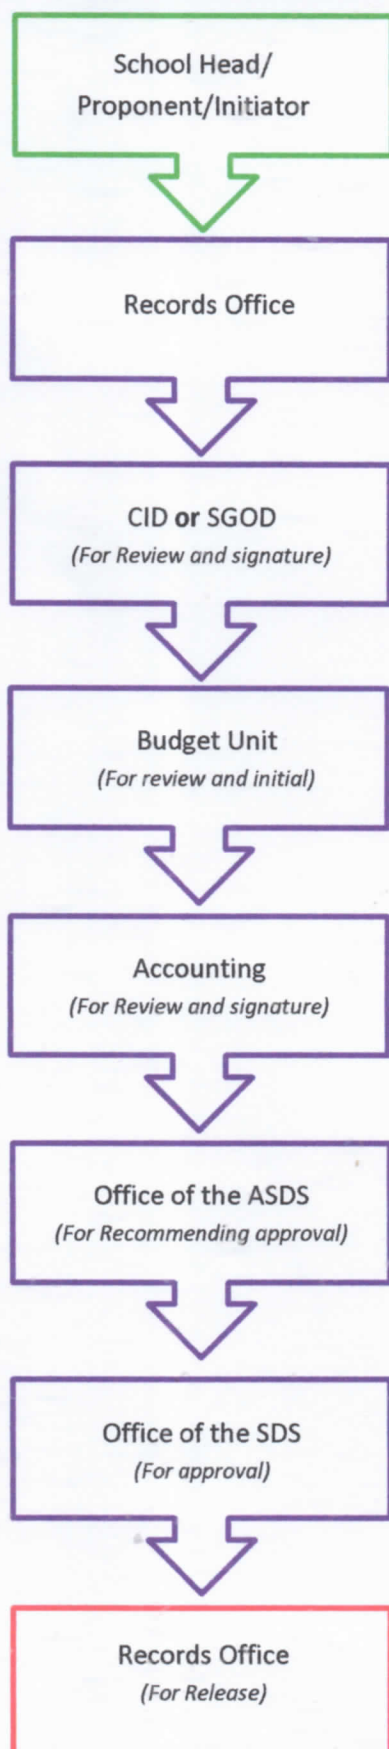 School Head/
Proponent/Initiator
Records Office
CID or SGOD
(For Review and signature)
Budget Unit
(For review and initial)
Accounting
(For Review and signature)
Office of the ASDS
(For Recommending approval)
Office of the SDS
(For approval)
Records Office
(For Release)